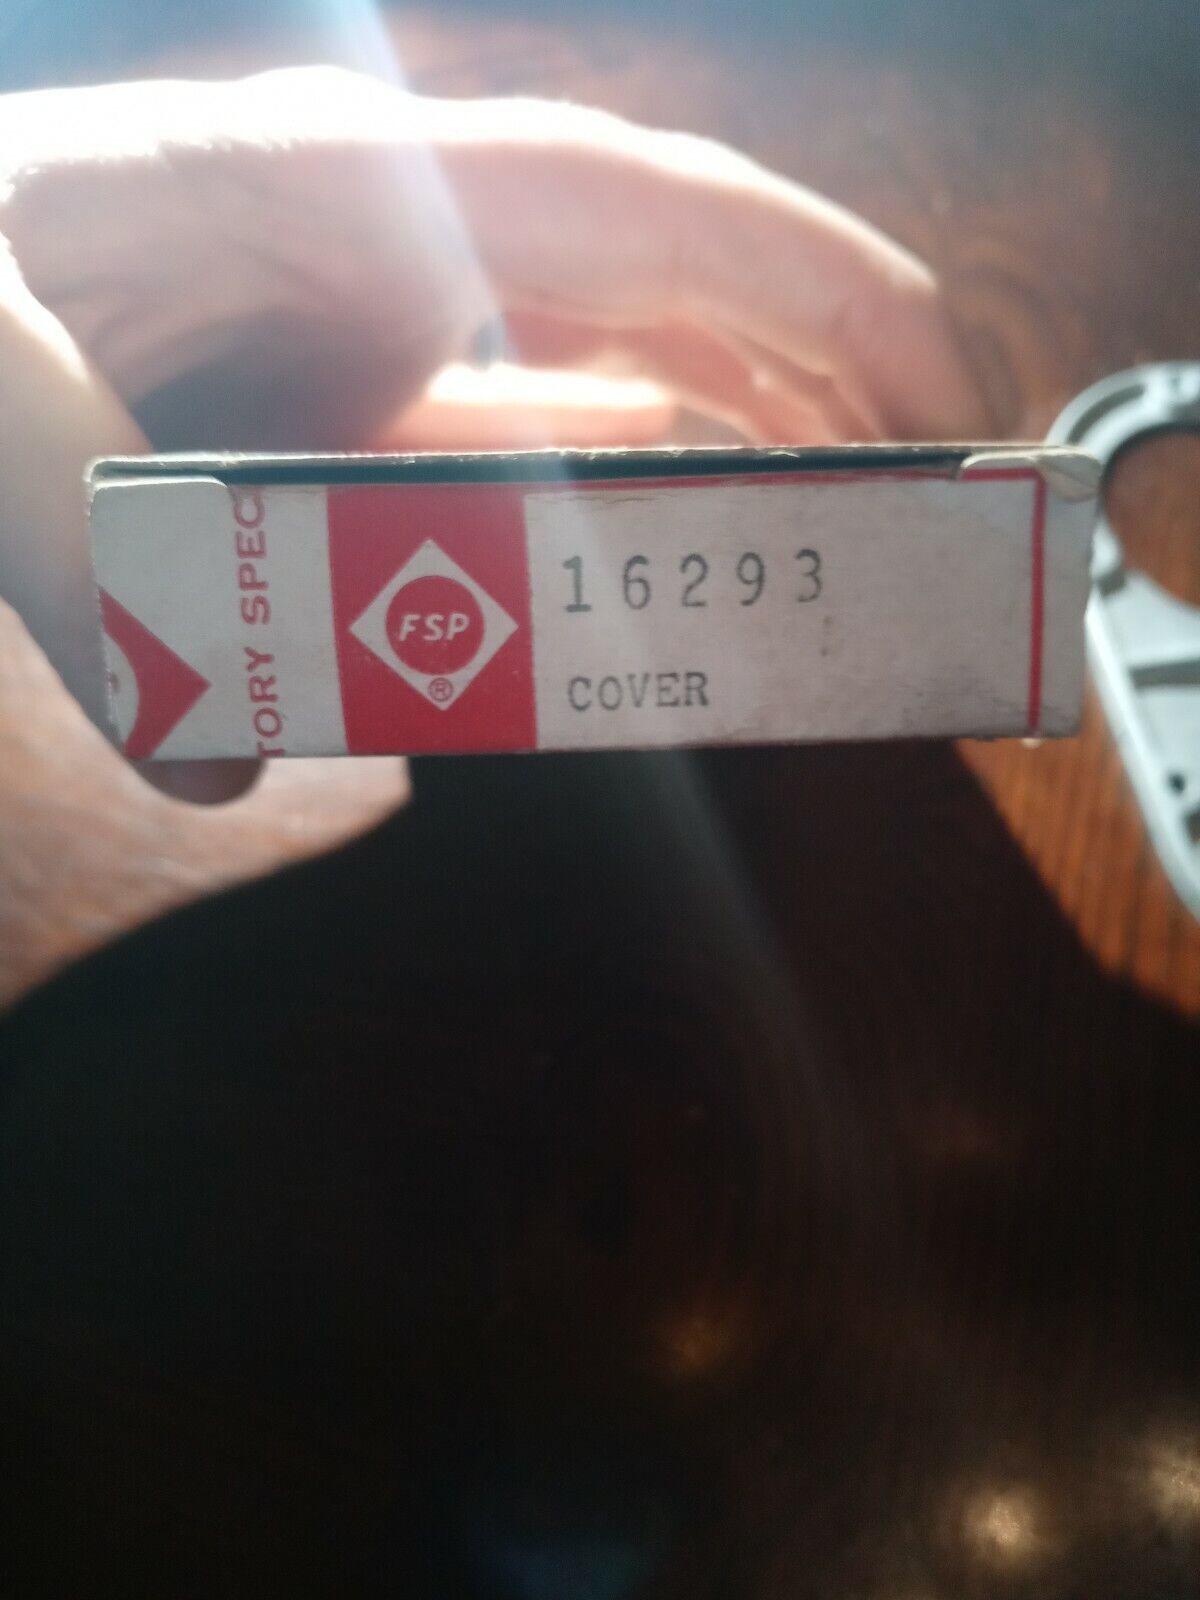 TORY SPEC
FSP
®
16293
COVER